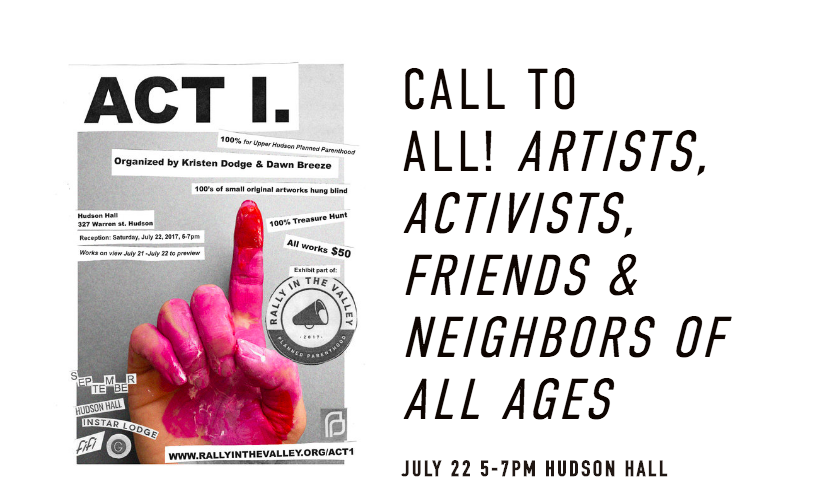 ACT I.
100% for Upper Hudson Planned Parenthood
Organized by Kristen Dodge & Dawn Breeze
100's of small original artworks hung blind
Hudson Hall
327 Warren st. Hudson
100% Treasure Hunt
Reception: Saturday, July 22, 2017, 5-7pm
All works $50
Works on view July 21 -July 22 to preview
Exhibit part of:
RALLY IN THE VALLEY
·2017·
PLANNED PARENTHOOD
SEPTEMBER
HUDSON HALL
INSTAR LODGE
fifi
G
WWW.RALLYINTHEVALLEY.ORG/ACT1
CALL TO
ALL! ARTISTS,
ACTIVISTS,
FRIENDS &
NEIGHBORS OF
ALL AGES
JULY 22 5-7PM HUDSON HALL